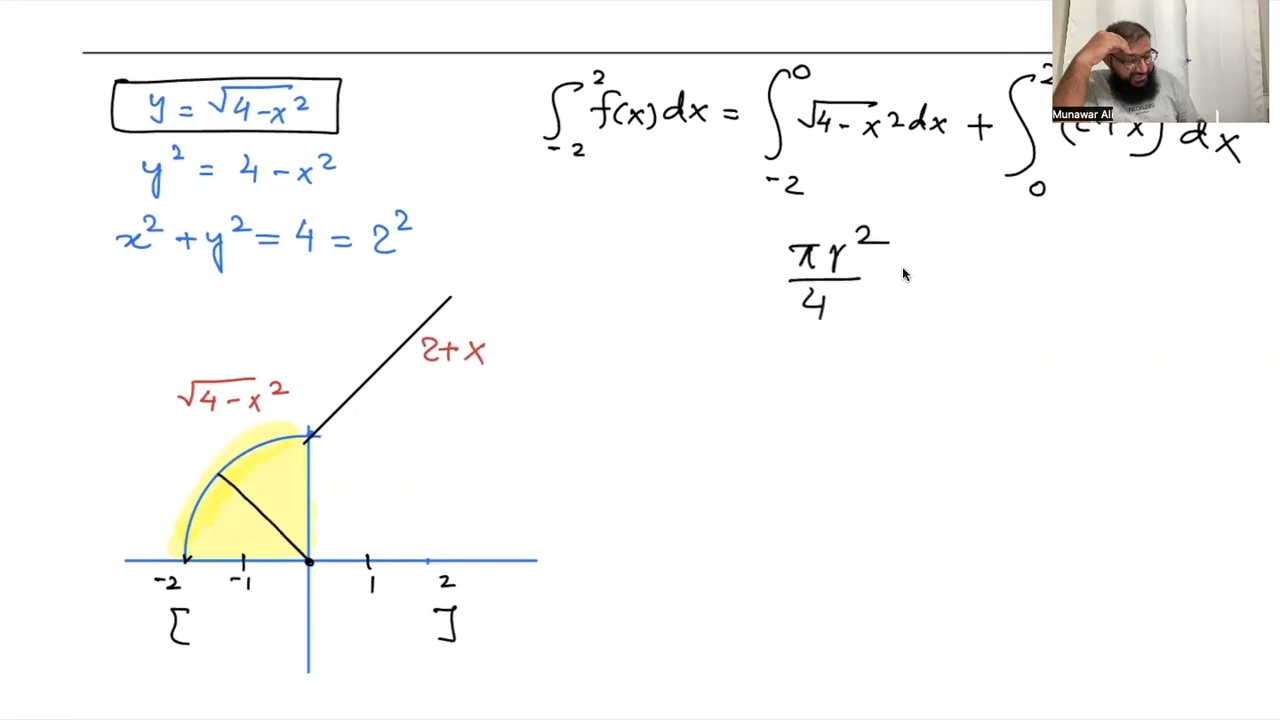 y = √4-x²
y² = 4 - x²
x² + y² = 4 = 2²
∫₋₂² f(x) dx = ∫₋₂⁰ √4-x² dx + ∫₀² dx
Munawar Ali
πr²
4
2+x
√4-x²
-2 -1 1 2
[ ]